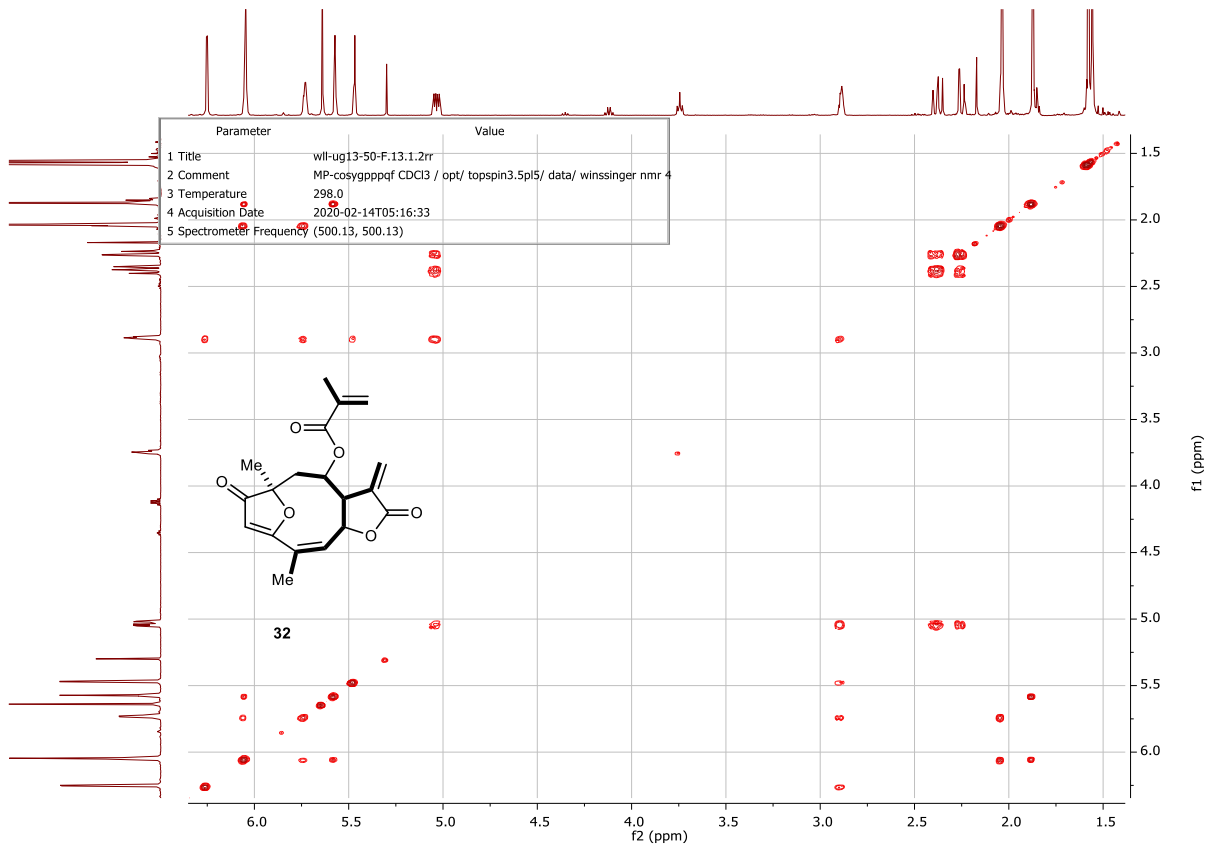 Parameter Value
1 Title wll-ug13-50-F.13.1.2rr
2 Comment MP-cosygpppqf CDCl3 / opt/ topspin3.5pl5/ data/ winssinger nmr 4
3 Temperature 298.0
4 Acquisition Date 2020-02-14T05:16:33
5 Spectrometer Frequency (500.13, 500.13)
1.5
2.0
2.5
3.0
3.5
4.0
4.5
5.0
5.5
6.0
f1 (ppm)
O
O
Me
O
O
O
O
Me
32
6.0 5.5 5.0 4.5 4.0 3.5 3.0 2.5 2.0 1.5
f2 (ppm)